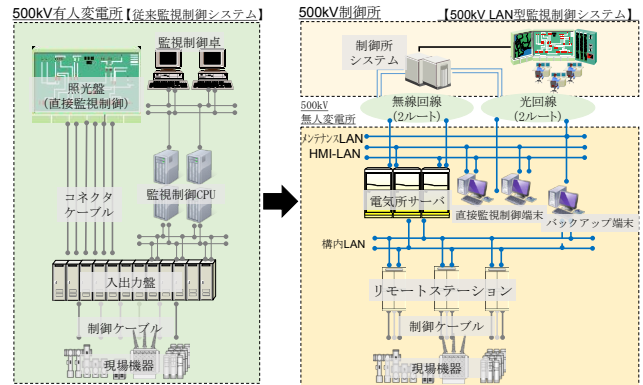 500kV有人変電所【従来監視制御システム】
照光盤
(直接監視制御)
監視制御卓
コネクタ
ケーブル
監視制御CPU
入出力盤
制御ケーブル
現場機器
500kV制御所
【500kV LAN型監視制御システム】
制御所
システム
無線回線
(2ルート)
光回線
(2ルート)
500kV
無人変電所
メンテナンスLAN
HMI-LAN
電気所サーバ
直接監視制御端末
バックアップ端末
構内LAN
リモートステーション
制御ケーブル
現場機器